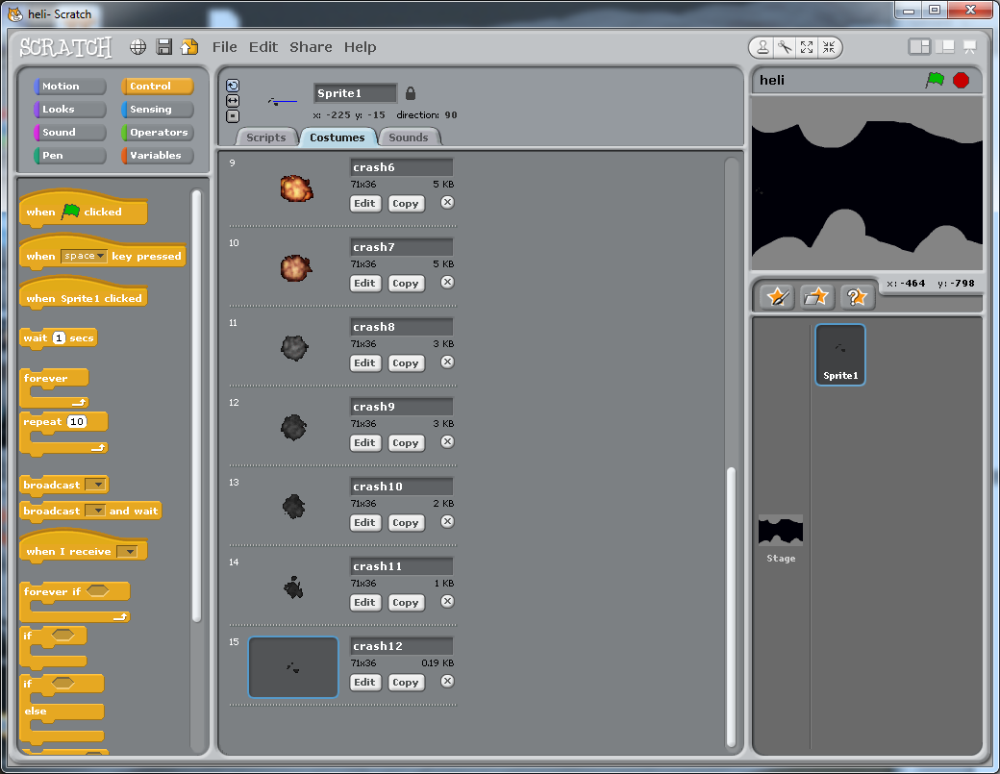 heli- Scratch
SCRATCH File Edit Share Help
Motion Control
Looks Sensing
Sound Operators
Pen Variables
when clicked
when space key pressed
when Sprite1 clicked
wait 1 secs
forever
repeat 10
broadcast
broadcast and wait
when I receive
forever if
if
if
else
Sprite1
x: -225 y: -15 direction: 90
Scripts Costumes Sounds
9 crash6
71x36 5 KB
Edit Copy
10 crash7
71x36 5 KB
Edit Copy
11 crash8
71x36 3 KB
Edit Copy
12 crash9
71x36 3 KB
Edit Copy
13 crash10
71x36 2 KB
Edit Copy
14 crash11
71x36 1 KB
Edit Copy
15 crash12
71x36 0.19 KB
Edit Copy
heli
x: -464 y: -798
Sprite1
Stage